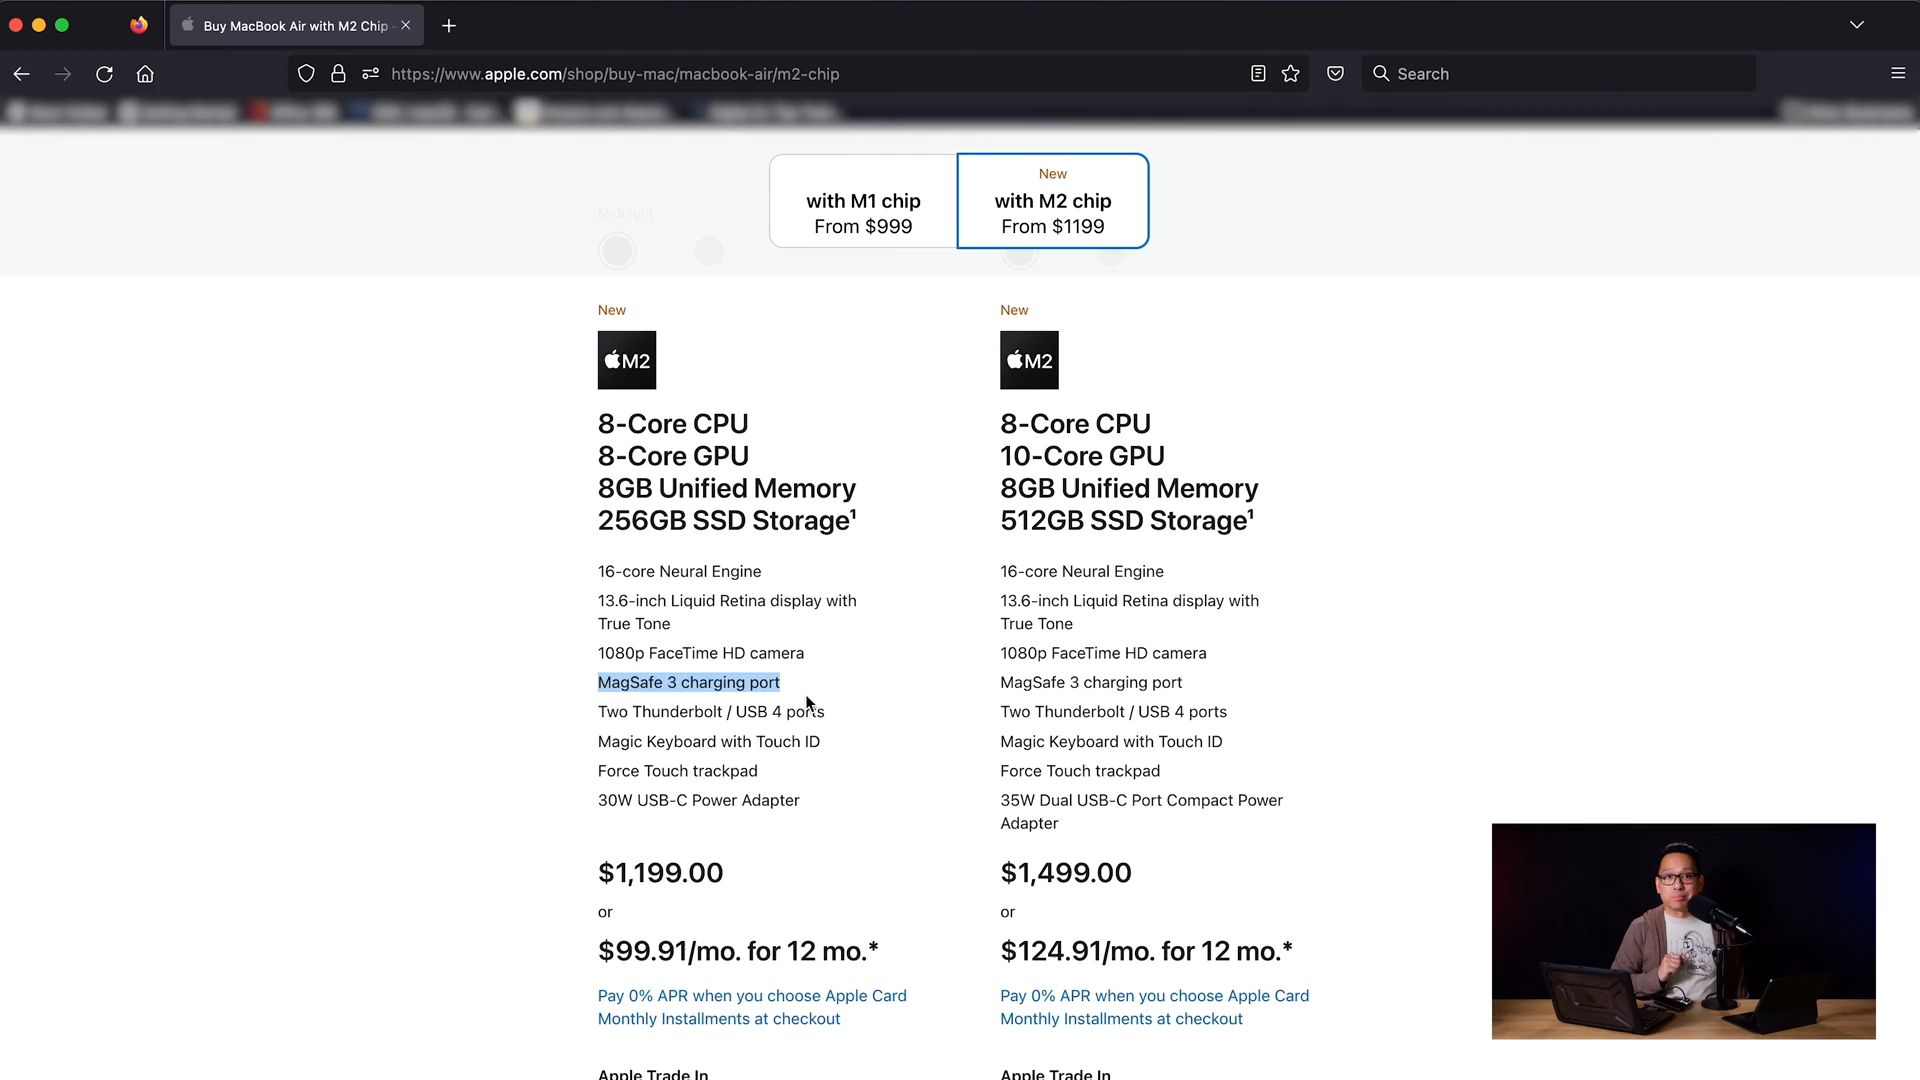 Buy MacBook Air with M2 Chip
https://www.apple.com/shop/buy-mac/macbook-air/m2-chip
Search
with M1 chip
From $999
New
with M2 chip
From $1199
Midnight
New
M2
8-Core CPU
8-Core GPU
8GB Unified Memory
256GB SSD Storage¹
16-core Neural Engine
13.6-inch Liquid Retina display with
True Tone
1080p FaceTime HD camera
MagSafe 3 charging port
Two Thunderbolt / USB 4 ports
Magic Keyboard with Touch ID
Force Touch trackpad
30W USB-C Power Adapter
$1,199.00
or
$99.91/mo. for 12 mo.*
Pay 0% APR when you choose Apple Card
Monthly Installments at checkout
Apple Trade In
New
M2
8-Core CPU
10-Core GPU
8GB Unified Memory
512GB SSD Storage¹
16-core Neural Engine
13.6-inch Liquid Retina display with
True Tone
1080p FaceTime HD camera
MagSafe 3 charging port
Two Thunderbolt / USB 4 ports
Magic Keyboard with Touch ID
Force Touch trackpad
35W Dual USB-C Port Compact Power
Adapter
$1,499.00
or
$124.91/mo. for 12 mo.*
Pay 0% APR when you choose Apple Card
Monthly Installments at checkout
Apple Trade In